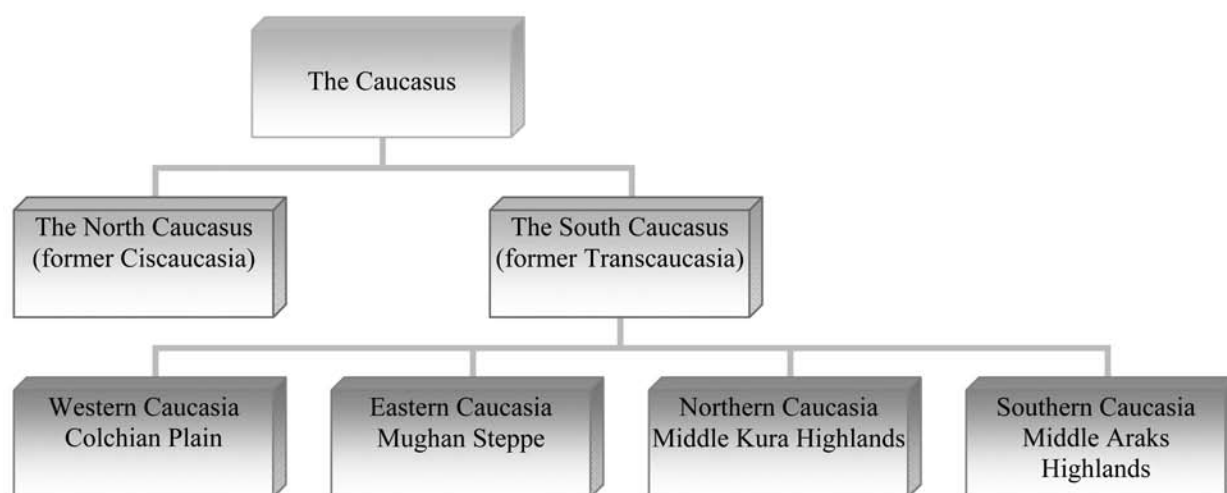 The Caucasus
The North Caucasus
(former Ciscaucasia)
The South Caucasus
(former Transcaucasia)
Western Caucasia
Colchian Plain
Eastern Caucasia
Mughan Steppe
Northern Caucasia
Middle Kura Highlands
Southern Caucasia
Middle Araks
Highlands